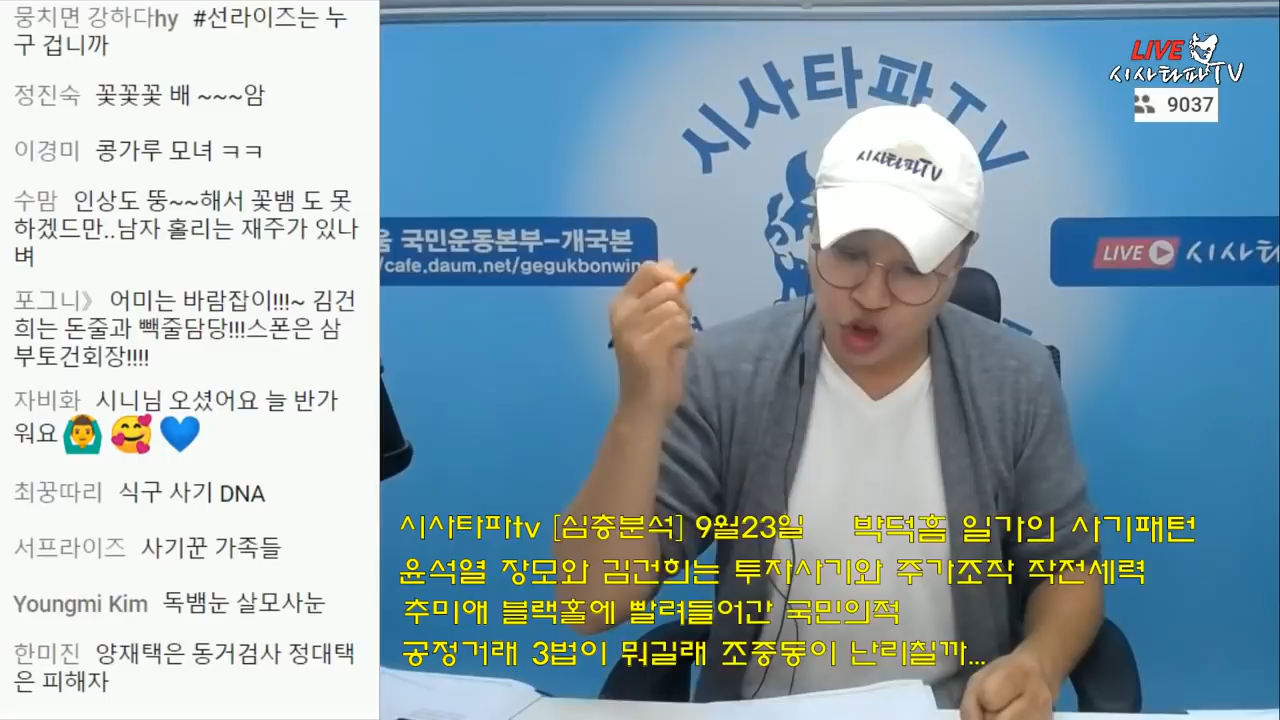 뭉치면 강하다hy #선라이즈는 누
구 겁니까
정진숙 꽃꽃꽃 배 ~~~암
이경미 콩가루 모녀 ㅋㅋ
수맘 인상도 뚱~~해서 꽃뱀 도 못
하겠드만..남자 홀리는 재주가 있나
벼
포그니》 어미는 바람잡이!!!~ 김건
희는 돈줄과 빽줄담당!!!스폰은 삼
부토건회장!!!!
자비화 시니님 오셨어요 늘 반가
워요🙆‍♂️ 🥰 💙
최꿍따리 식구 사기 DNA
서프라이즈 사기꾼 가족들
Youngmi Kim 독뱀눈 살모사눈
한미진 양재택은 동거검사 정대택
은 피해자
LIVE
시사타파TV
9037
시사타파TV
시사타파TV
국민운동본부-개국본
/cafe.daum.net/gegukbonwin
LIVE 시사타
시사타파tv [심층분석] 9월23일 박덕흠 일가의 사기패턴
윤석열 장모와 김건희는 투자사기와 주가조작 작전세력
추미애 블랙홀에 빨려들어간 국민의적
공정거래 3법이 뭐길래 조중동이 난리칠까...